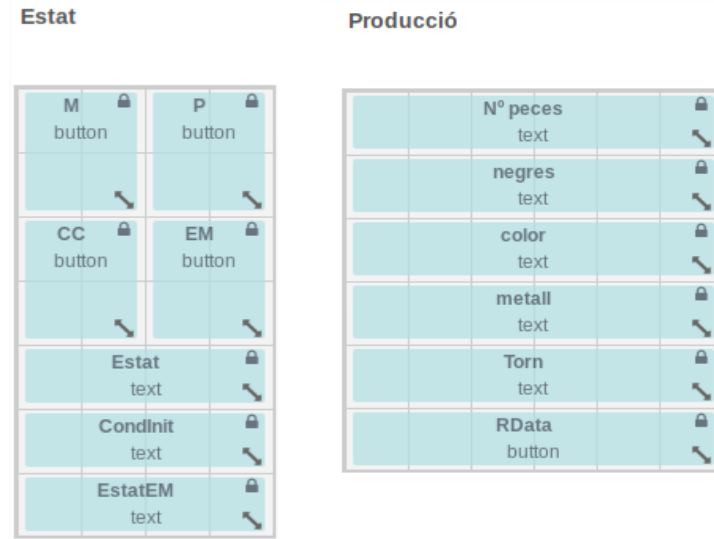 Estat
M
button
P
button
CC
button
EM
button
Estat
text
CondInit
text
EstatEM
text
Producció
Nº peces
text
negres
text
color
text
metall
text
Torn
text
RData
button